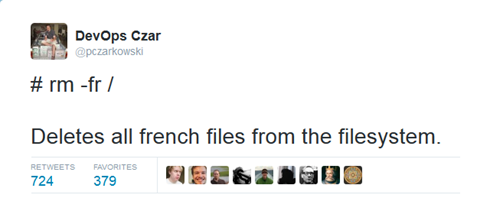 DevOps Czar
@pczarkowski
# rm -fr /
Deletes all french files from the filesystem.
RETWEETS FAVORITES
724 379